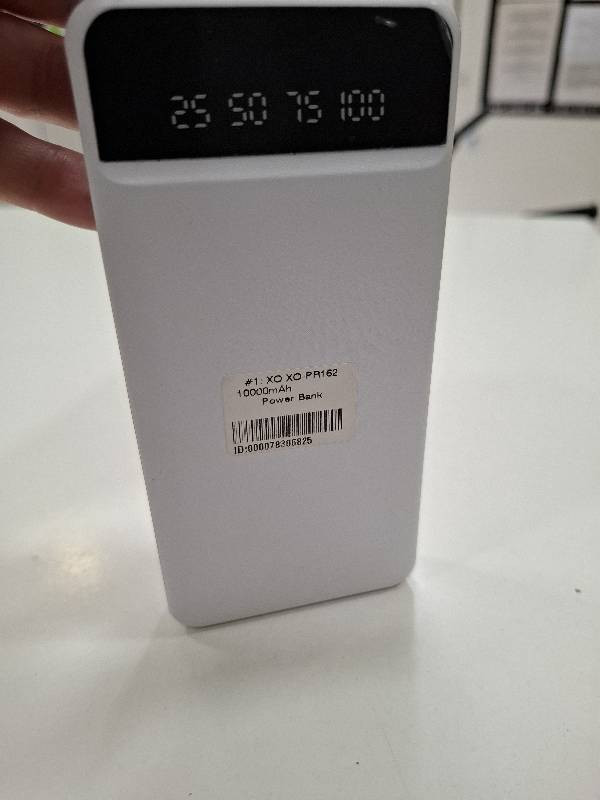 25 50 75 100
#1: XO XO-PR162
10000mAh
Power Bank
ID:000078306825